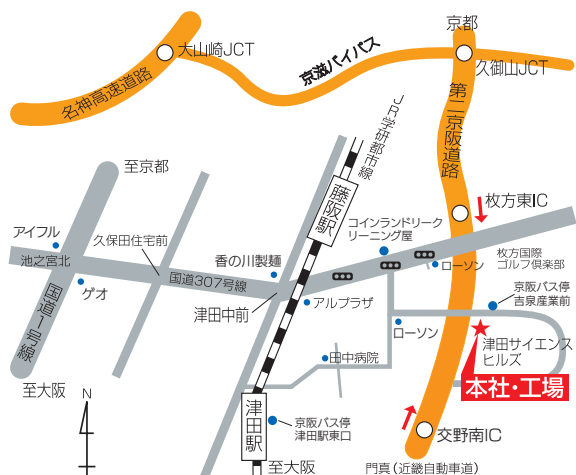 京都
大山崎JCT
京滋バイパス
久御山JCT
名神高速道路
第二京阪道路
JR学研都市線
至京都
藤阪駅
枚方東IC
コインランドリーク
リーニング屋
アイフル
久保田住宅前
香の川製麺
池之宮北
国道307号線
ローソン
枚方国際
ゴルフ倶楽部
ゲオ
津田中前
アルプラザ
京阪バス停
吉泉産業前
国道1号線
ローソン
津田サイエンス
ヒルズ
田中病院
本社・工場
至大阪
N
津田駅
京阪バス停
津田駅東口
交野南IC
至大阪
門真(近畿自動車道)